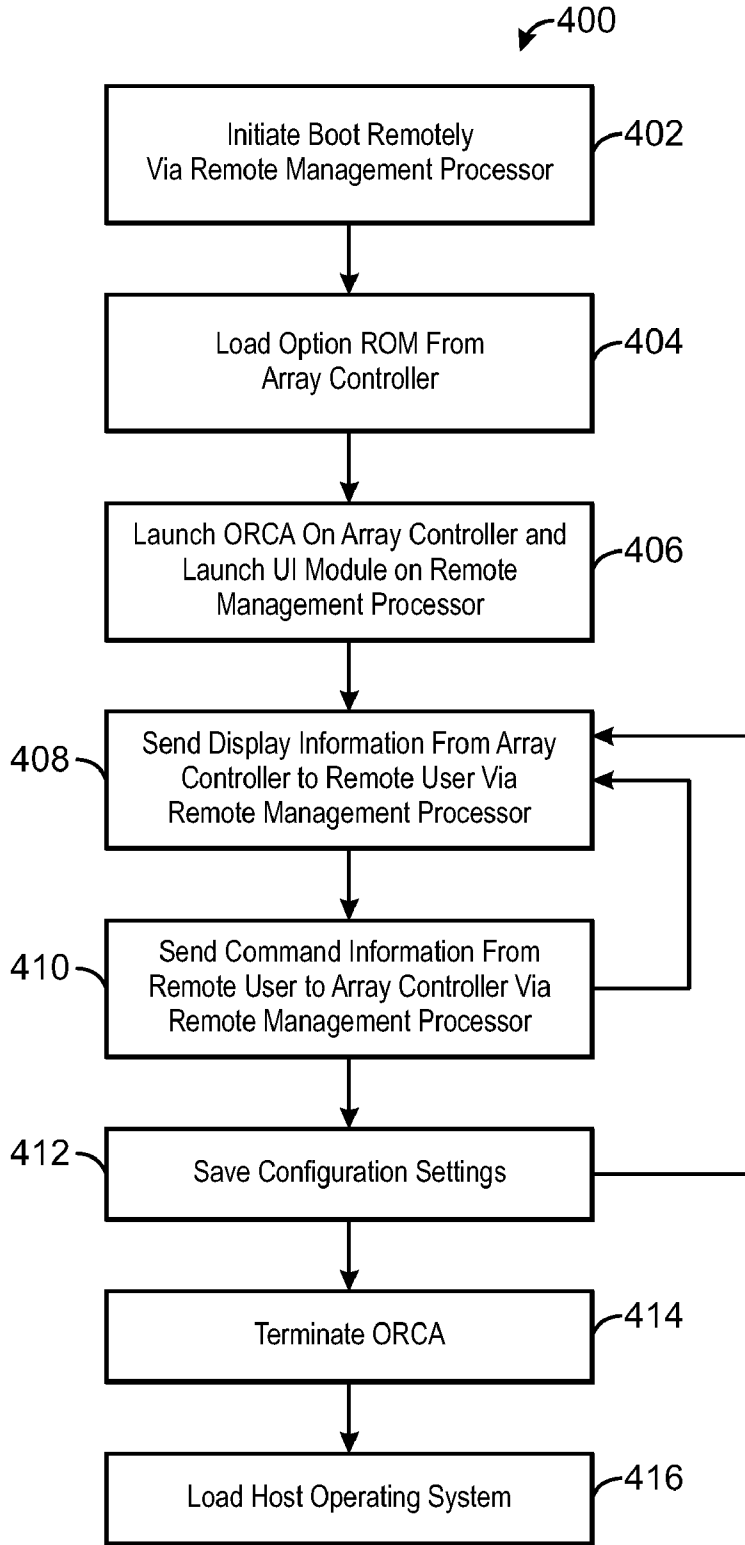 400
Initiate Boot Remotely
Via Remote Management Processor
402
Load Option ROM From
Array Controller
404
Launch ORCA On Array Controller and
Launch UI Module on Remote
Management Processor
406
408
Send Display Information From Array
Controller to Remote User Via
Remote Management Processor
410
Send Command Information From
Remote User to Array Controller Via
Remote Management Processor
412
Save Configuration Settings
Terminate ORCA
414
Load Host Operating System
416